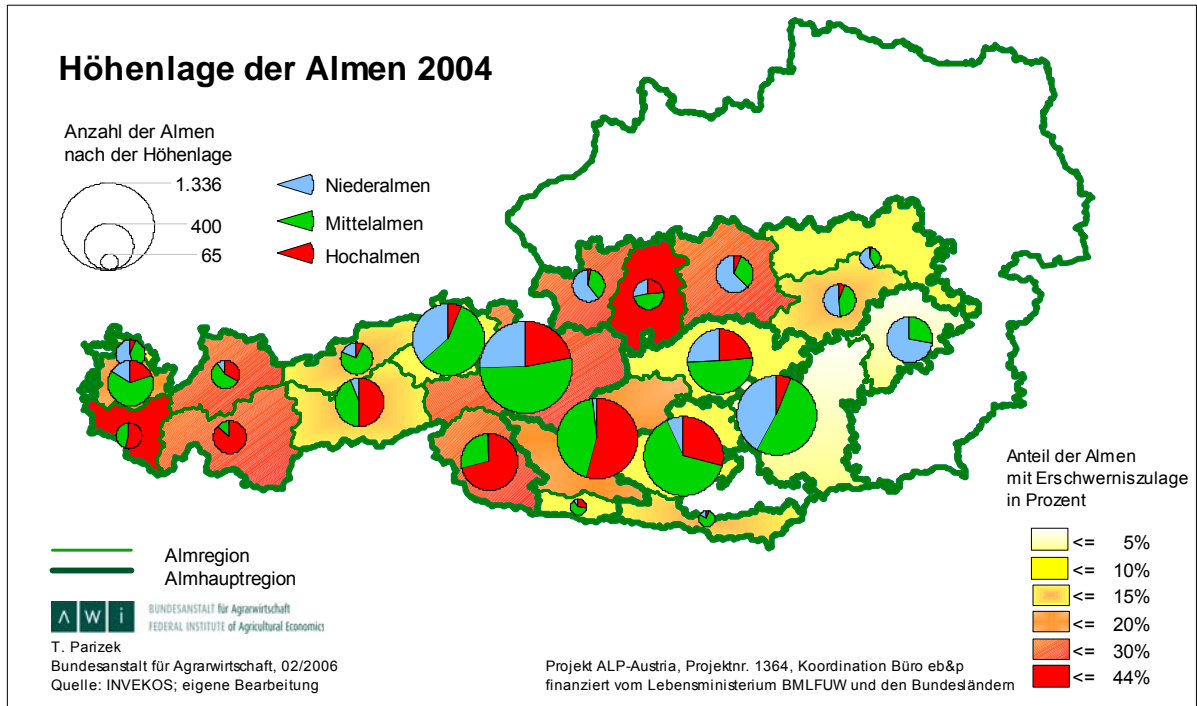 Höhenlage der Almen 2004
Anzahl der Almen
nach der Höhenlage
1.336
400
65
Niederalmen
Mittelalmen
Hochalmen
Anteil der Almen
mit Erschwerniszulage
in Prozent
<= 5%
<= 10%
<= 15%
<= 20%
<= 30%
<= 44%
Almregion
Almhauptregion
AWI
BUNDESANSTALT für Agrarwirtschaft
FEDERAL INSTITUTE of Agricultural Economics
T. Parizek
Bundesanstalt für Agrarwirtschaft, 02/2006
Quelle: INVEKOS; eigene Bearbeitung
Projekt ALP-Austria, Projektnr. 1364, Koordination Büro eb&p
finanziert vom Lebensministerium BMLFUW und den Bundesländern